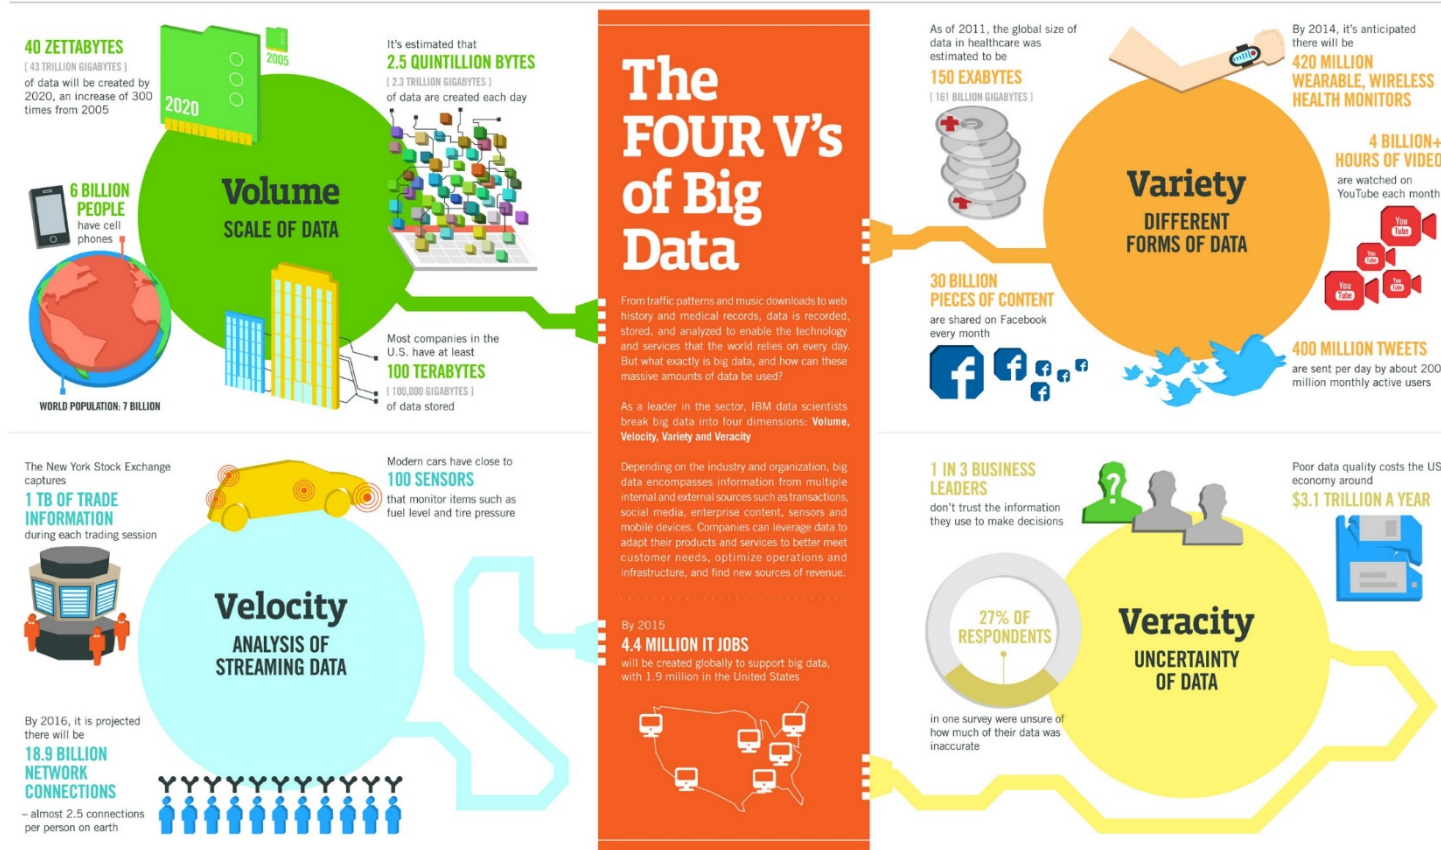 40 ZETTABYTES
[ 43 TRILLION GIGABYTES ]
of data will be created by
2020, an increase of 300
times from 2005
2020
2005
It's estimated that
2.5 QUINTILLION BYTES
[ 2.3 TRILLION GIGABYTES ]
of data are created each day
6 BILLION
PEOPLE
have cell
phones
WORLD POPULATION: 7 BILLION
Volume
SCALE OF DATA
Most companies in the
U.S. have at least
100 TERABYTES
[ 100,000 GIGABYTES ]
of data stored
The New York Stock Exchange
captures
1 TB OF TRADE
INFORMATION
during each trading session
Modern cars have close to
100 SENSORS
that monitor items such as
fuel level and tire pressure
Velocity
ANALYSIS OF
STREAMING DATA
By 2016, it is projected
there will be
18.9 BILLION
NETWORK
CONNECTIONS
– almost 2.5 connections
per person on earth
The
FOUR V's
of Big
Data
From traffic patterns and music downloads to web
history and medical records, data is recorded,
stored, and analyzed to enable the technology
and services that the world relies on every day.
But what exactly is big data, and how can these
massive amounts of data be used?
As a leader in the sector, IBM data scientists
break big data into four dimensions: Volume,
Velocity, Variety and Veracity
Depending on the industry and organization, big
data encompasses information from multiple
internal and external sources such as transactions,
social media, enterprise content, sensors and
mobile devices. Companies can leverage data to
adapt their products and services to better meet
customer needs, optimize operations and
infrastructure, and find new sources of revenue.
By 2015
4.4 MILLION IT JOBS
will be created globally to support big data,
with 1.9 million in the United States
As of 2011, the global size of
data in healthcare was
estimated to be
150 EXABYTES
[ 161 BILLION GIGABYTES ]
By 2014, it's anticipated
there will be
420 MILLION
WEARABLE, WIRELESS
HEALTH MONITORS
4 BILLION+
HOURS OF VIDEO
are watched on
YouTube each month
You
Tube
You
Tube
You
Tube
You
Tube
Variety
DIFFERENT
FORMS OF DATA
30 BILLION
PIECES OF CONTENT
are shared on Facebook
every month
400 MILLION TWEETS
are sent per day by about 200
million monthly active users
1 IN 3 BUSINESS
LEADERS
don't trust the information
they use to make decisions
?
Poor data quality costs the US
economy around
$3.1 TRILLION A YEAR
27% OF
RESPONDENTS
in one survey were unsure of
how much of their data was
inaccurate
Veracity
UNCERTAINTY
OF DATA